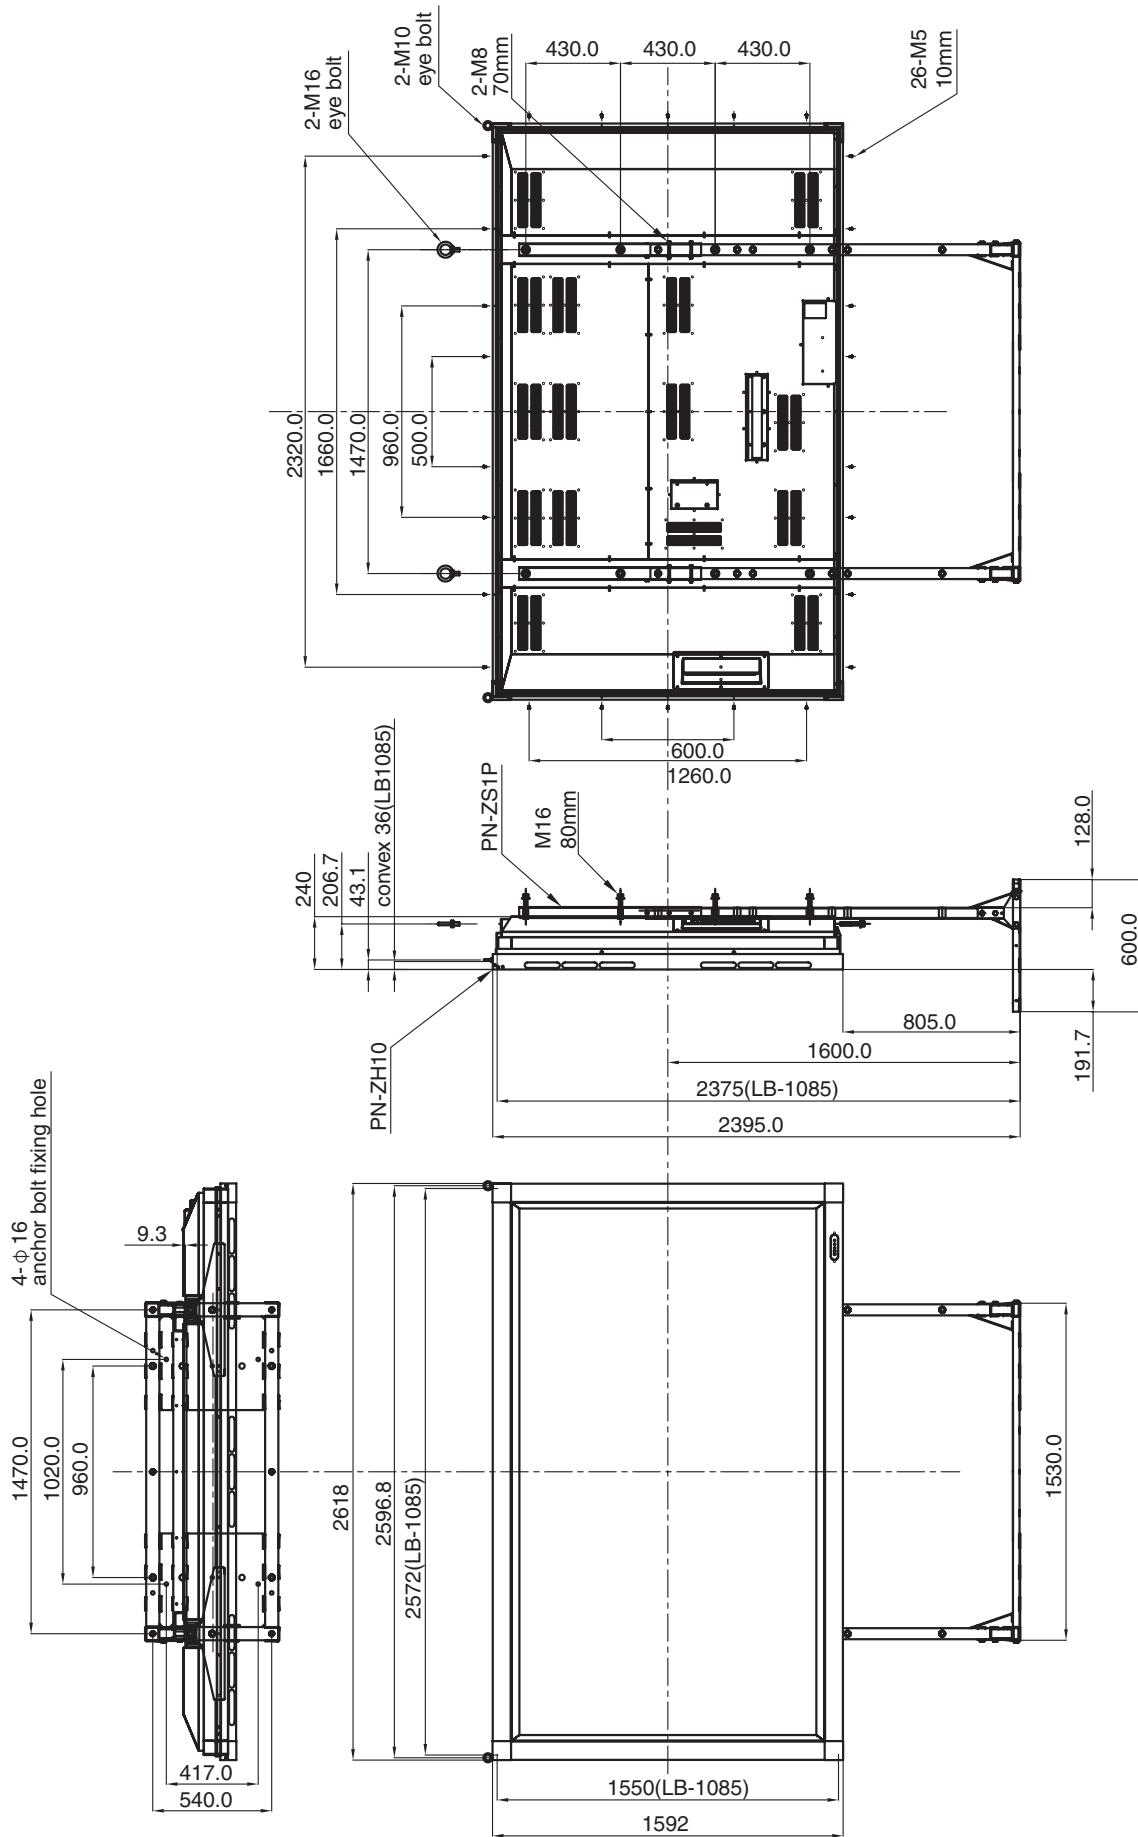 2-M16
eye bolt
2-M10
eye bolt
2-M8
70mm
430.0
430.0
430.0
26-M5
10mm
2320.0
1660.0
1470.0
960.0
500.0
600.0
1260.0
240
206.7
43.1
convex 36(LB1085)
PN-ZS1P
M16
80mm
128.0
600.0
PN-ZH10
805.0
1600.0
191.7
2375(LB-1085)
2395.0
4-ϕ16
anchor bolt fixing hole
9.3
1470.0
1020.0
960.0
417.0
540.0
2618
2596.8
2572(LB-1085)
1530.0
1550(LB-1085)
1592